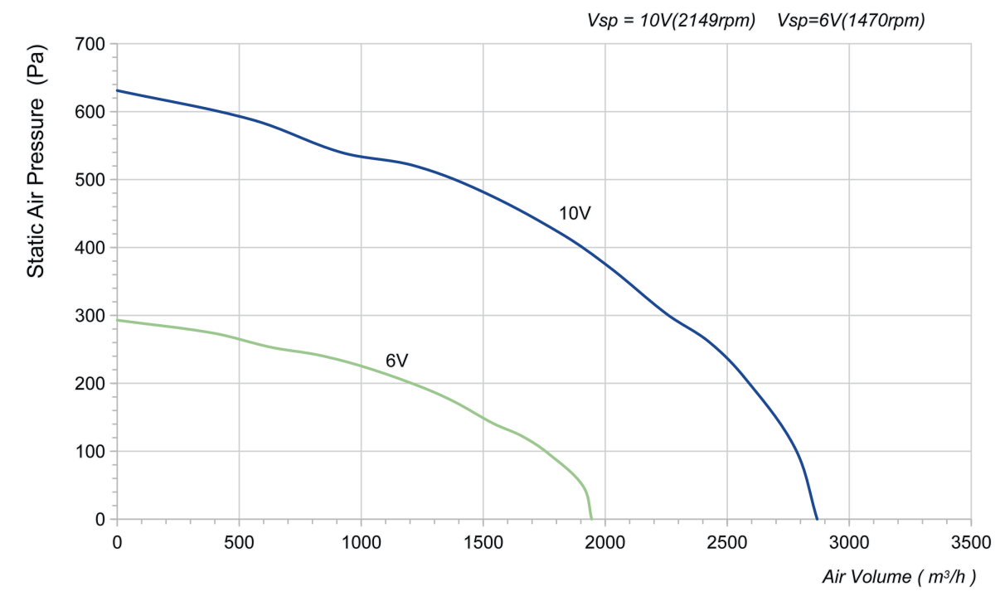 Vsp = 10V(2149rpm) Vsp=6V(1470rpm)
Static Air Pressure (Pa)
700
600
500
400
300
200
100
0
10V
6V
0 500 1000 1500 2000 2500 3000 3500
Air Volume ( m³/h )